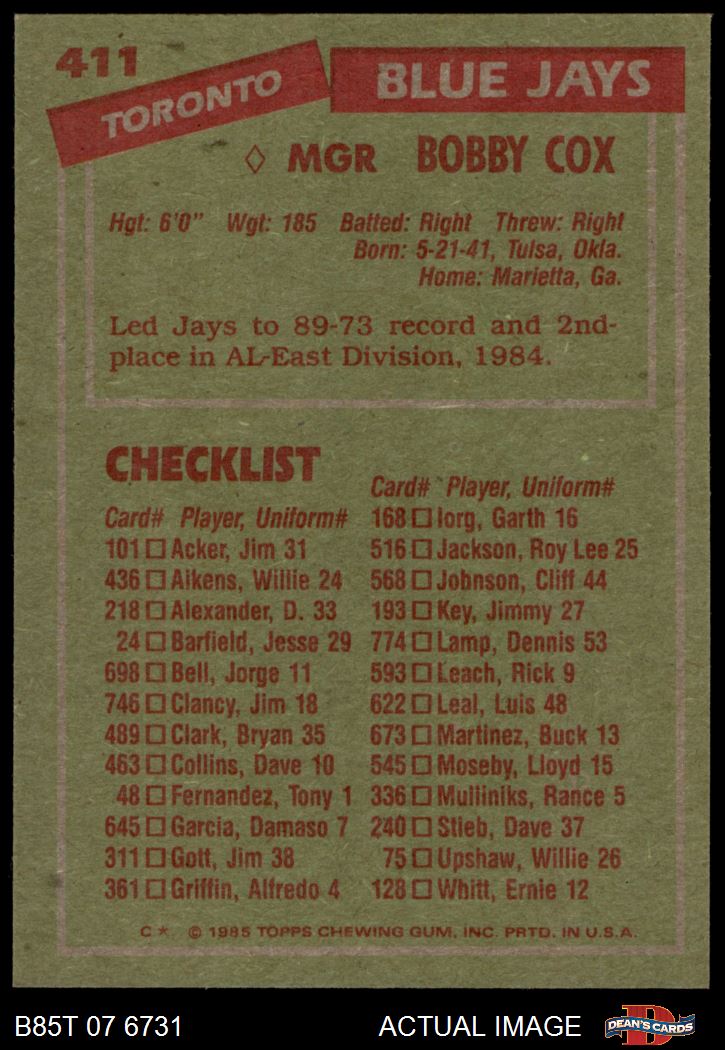 411
TORONTO BLUE JAYS
◇ MGR BOBBY COX
Hgt: 6'0" Wgt: 185 Batted: Right Threw: Right
Born: 5-21-41, Tulsa, Okla.
Home: Marietta, Ga.
Led Jays to 89-73 record and 2nd-
place in AL-East Division, 1984.
CHECKLIST
Card# Player, Uniform#
101 □ Acker, Jim 31
436 □ Aikens, Willie 24
218 □ Alexander, D. 33
24 □ Barfield, Jesse 29
698 □ Bell, Jorge 11
746 □ Clancy, Jim 18
489 □ Clark, Bryan 35
463 □ Collins, Dave 10
48 □ Fernandez, Tony 1
645 □ Garcia, Damaso 7
311 □ Gott, Jim 38
361 □ Griffin, Alfredo 4
Card# Player, Uniform#
168 □ Iorg, Garth 16
516 □ Jackson, Roy Lee 25
568 □ Johnson, Cliff 44
193 □ Key, Jimmy 27
774 □ Lamp, Dennis 53
593 □ Leach, Rick 9
622 □ Leal, Luis 48
673 □ Martinez, Buck 13
545 □ Moseby, Lloyd 15
336 □ Mulliniks, Rance 5
240 □ Stieb, Dave 37
75 □ Upshaw, Willie 26
128 □ Whitt, Ernie 12
C★ © 1985 TOPPS CHEWING GUM, INC. PRTD. IN U.S.A.
B85T 07 6731
ACTUAL IMAGE
D
DEAN'S CARDS